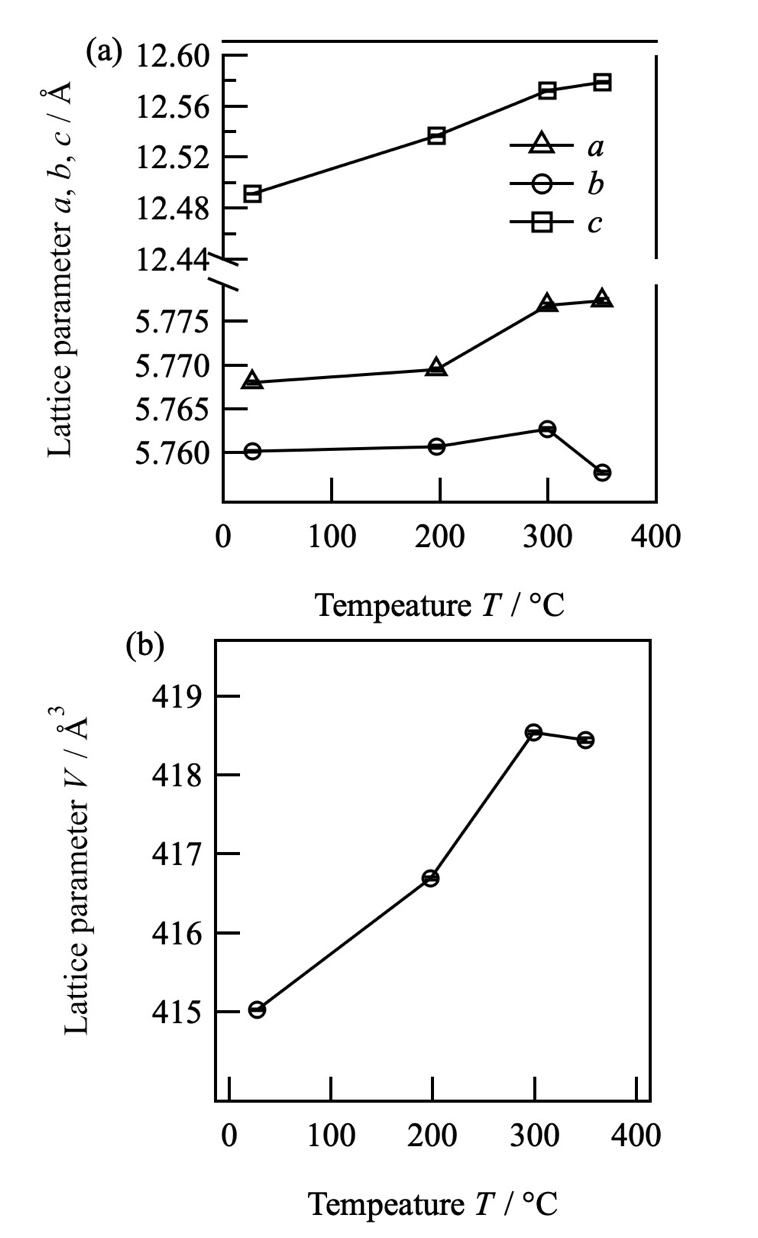 (a)
Lattice parameter a, b, c / Å
12.60
12.56
12.52
12.48
12.44
5.775
5.770
5.765
5.760
a
b
c
0 100 200 300 400
Tempeature T / °C
(b)
Lattice parameter V / Å³
419
418
417
416
415
0 100 200 300 400
Tempeature T / °C